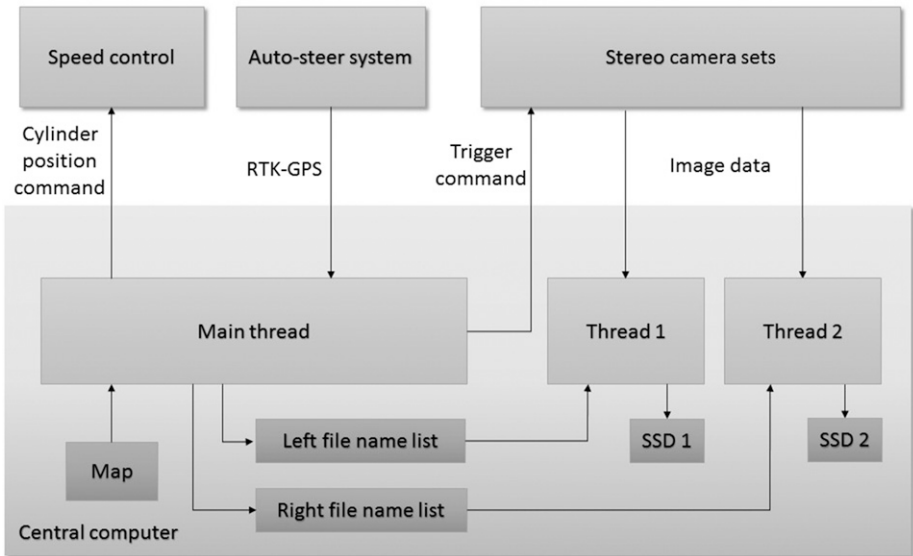 Speed control
Auto-steer system
Stereo camera sets
Cylinder
position
command
RTK-GPS
Trigger
command
Image data
Main thread
Thread 1
Thread 2
Left file name list
SSD 1
SSD 2
Map
Right file name list
Central computer